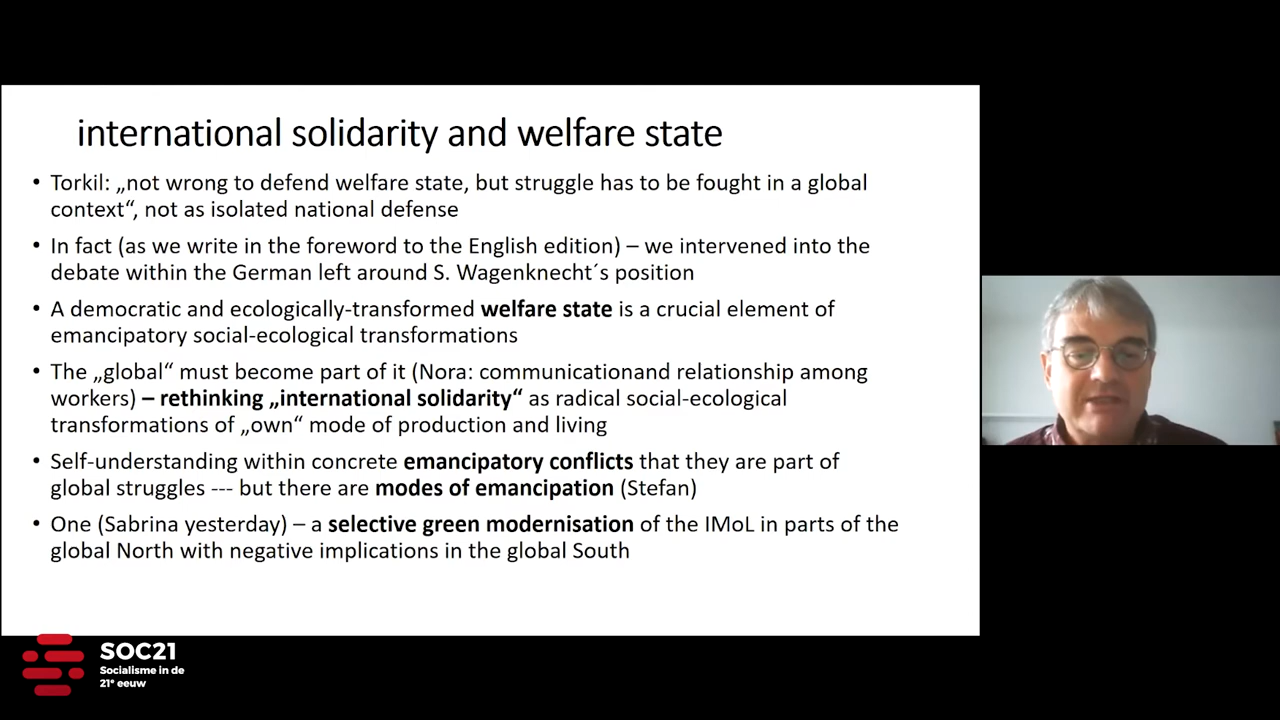 international solidarity and welfare state
• Torkil: „not wrong to defend welfare state, but struggle has to be fought in a global
context“, not as isolated national defense
• In fact (as we write in the foreword to the English edition) – we intervened into the
debate within the German left around S. Wagenknecht´s position
• A democratic and ecologically-transformed welfare state is a crucial element of
emancipatory social-ecological transformations
• The „global“ must become part of it (Nora: communicationand relationship among
workers) – rethinking „international solidarity“ as radical social-ecological
transformations of „own“ mode of production and living
• Self-understanding within concrete emancipatory conflicts that they are part of
global struggles --- but there are modes of emancipation (Stefan)
• One (Sabrina yesterday) – a selective green modernisation of the IMoL in parts of the
global North with negative implications in the global South
SOC21
Socialisme in de
21e eeuw